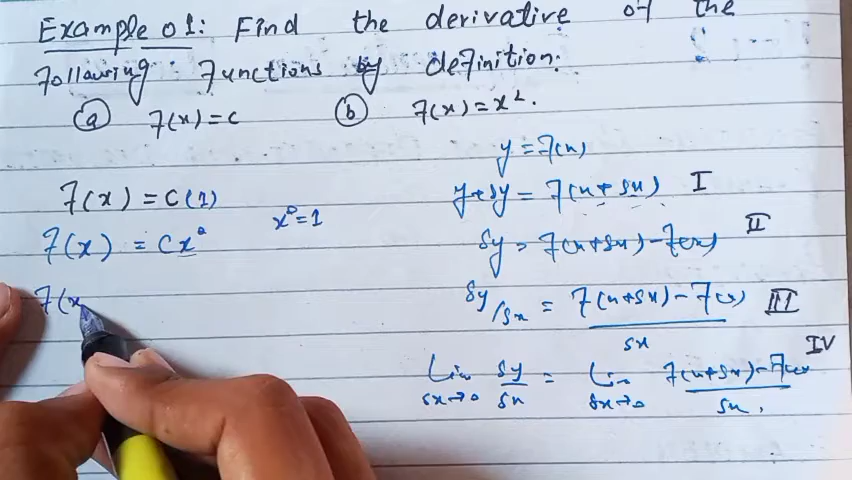 Example 01: Find the derivative of the
Following Functions by definition.
(a) f(x) = c (b) f(x) = x².
y = f(x)
f(x) = c(1)
y+δy = f(x+δx) I
x⁰=1
f(x) = cx⁰
δy = f(x+δx)-f(x) II
f(x
δy/δx = f(x+δx)-f(x) / δx III
Lim δx→0 δy/δx = Lim δx→0 f(x+δx)-f(x) / δx. IV